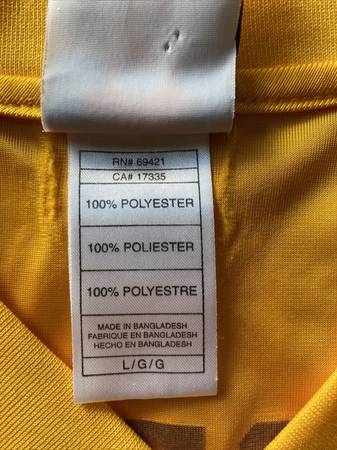 RN# 69421
CA# 17335
100% POLYESTER
100% POLIESTER
100% POLYESTRE
MADE IN BANGLADESH
FABRIQUE EN BANGLADESH
HECHO EN BANGLADESH
L/G/G